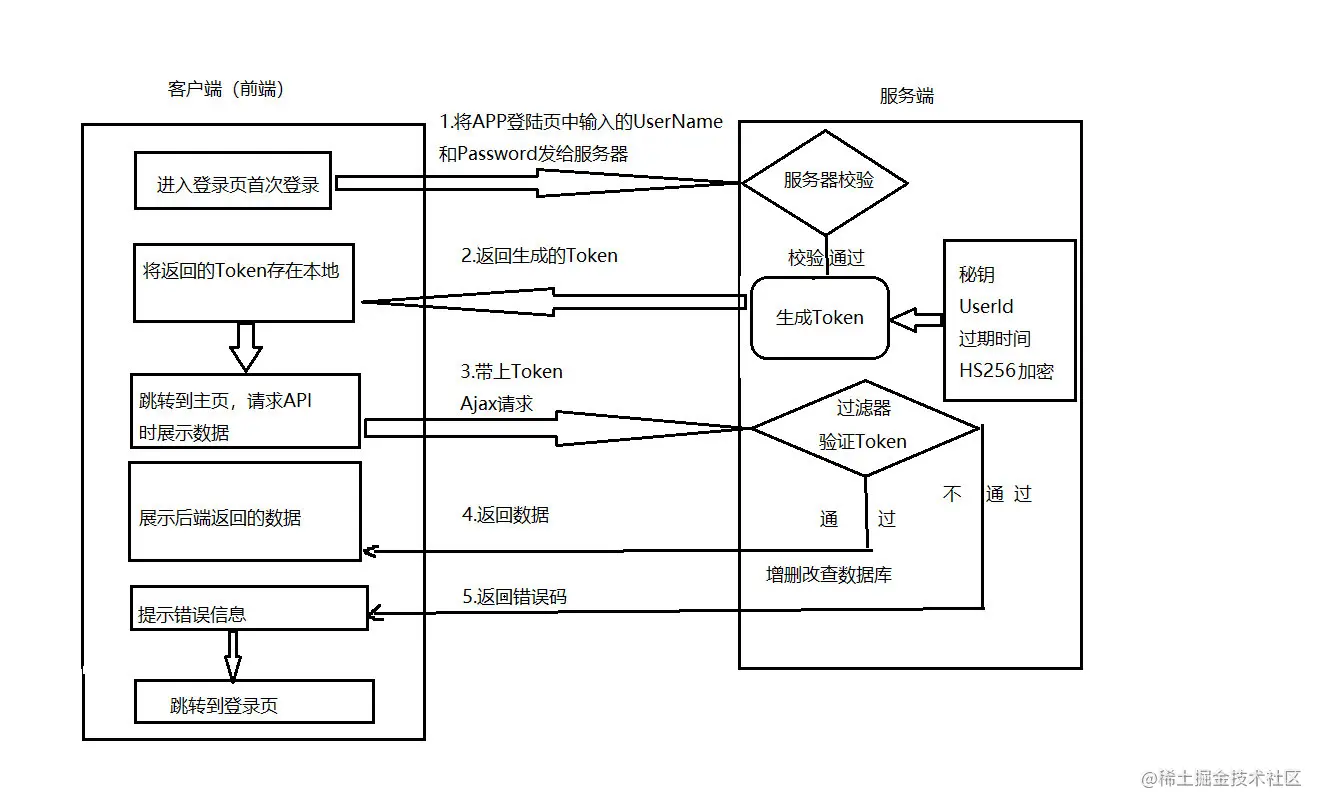 客户端（前端）
服务端
1.将APP登陆页中输入的UserName
和Password发给服务器
进入登录页首次登录
服务器校验
2.返回生成的Token
校验 通过
将返回的Token存在本地
秘钥
UserId
过期时间
HS256加密
生成Token
3.带上Token
Ajax请求
跳转到主页，请求API
时展示数据
过滤器
验证Token
不 通 过
通 过
4.返回数据
展示后端返回的数据
增删改查数据库
5.返回错误码
提示错误信息
跳转到登录页
@稀土掘金技术社区